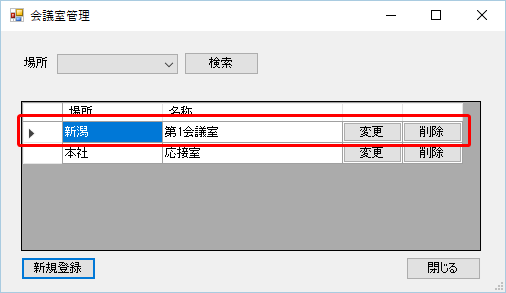 会議室管理
場所 検索
場所 名称
新潟 第1会議室 変更 削除
本社 応接室 変更 削除
新規登録 閉じる